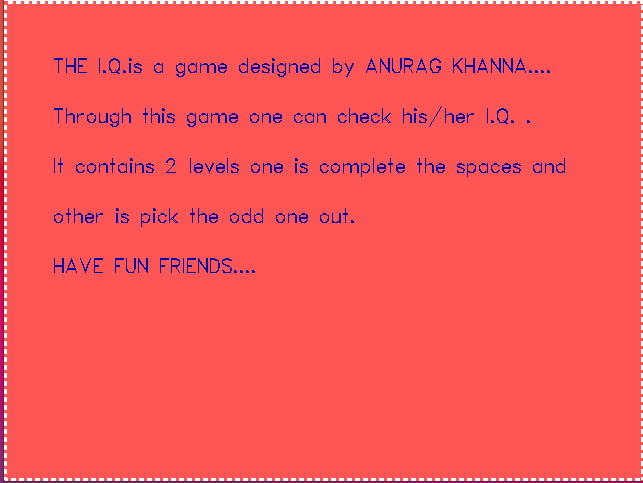 THE I.Q.is a game designed by ANURAG KHANNA....
Through this game one can check his/her I.Q. .
It contains 2 levels one is complete the spaces and
other is pick the odd one out.
HAVE FUN FRIENDS....